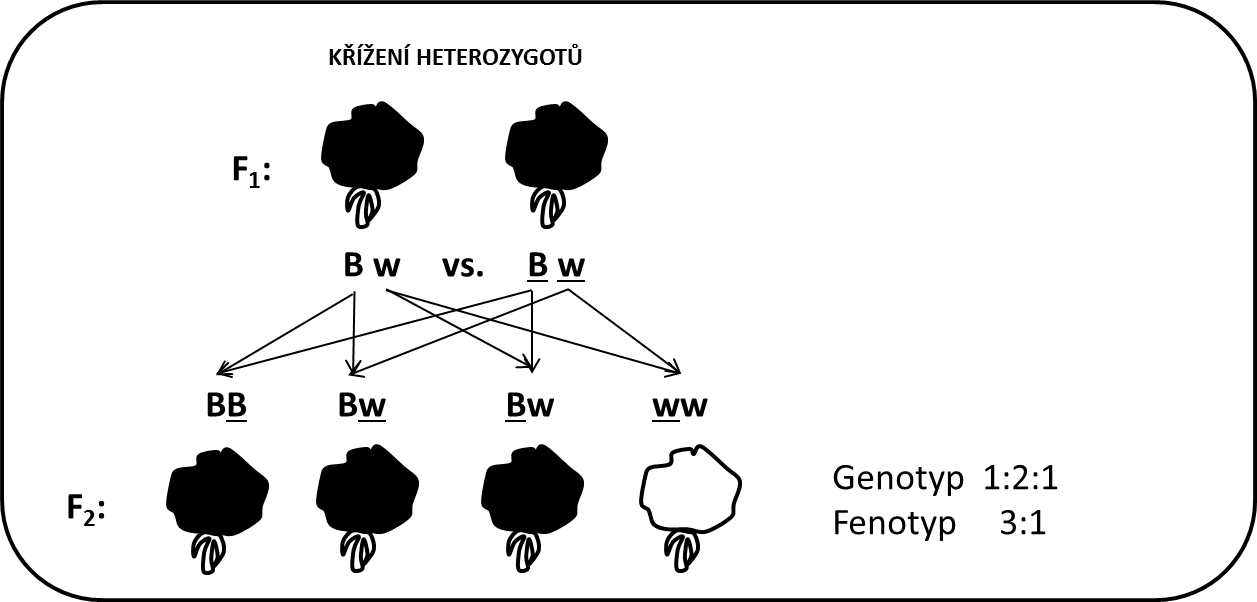 KŘÍŽENÍ HETEROZYGOTŮ
F1:
B w vs. B w
BB Bw Bw ww
F2:
Genotyp 1:2:1
Fenotyp 3:1